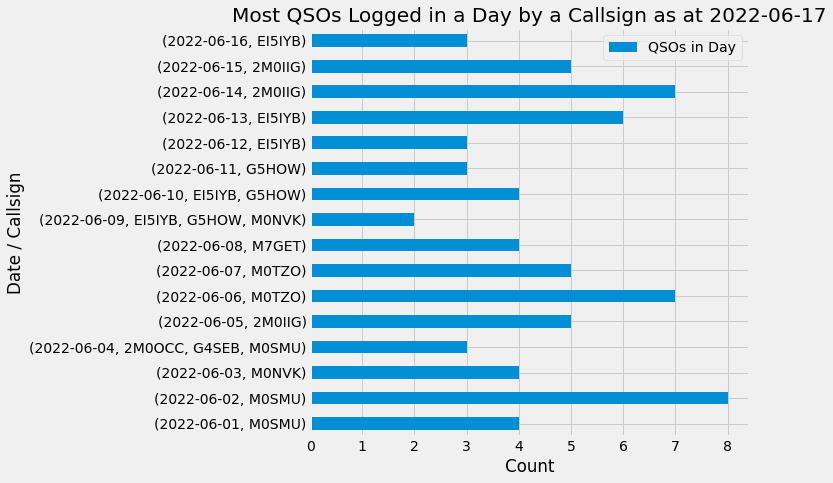 Most QSOs Logged in a Day by a Callsign as at 2022-06-17
QSOs in Day
Date / Callsign
(2022-06-16, EI5IYB)
(2022-06-15, 2M0IIG)
(2022-06-14, 2M0IIG)
(2022-06-13, EI5IYB)
(2022-06-12, EI5IYB)
(2022-06-11, G5HOW)
(2022-06-10, EI5IYB, G5HOW)
(2022-06-09, EI5IYB, G5HOW, M0NVK)
(2022-06-08, M7GET)
(2022-06-07, M0TZO)
(2022-06-06, M0TZO)
(2022-06-05, 2M0IIG)
(2022-06-04, 2M0OCC, G4SEB, M0SMU)
(2022-06-03, M0NVK)
(2022-06-02, M0SMU)
(2022-06-01, M0SMU)
0 1 2 3 4 5 6 7 8
Count